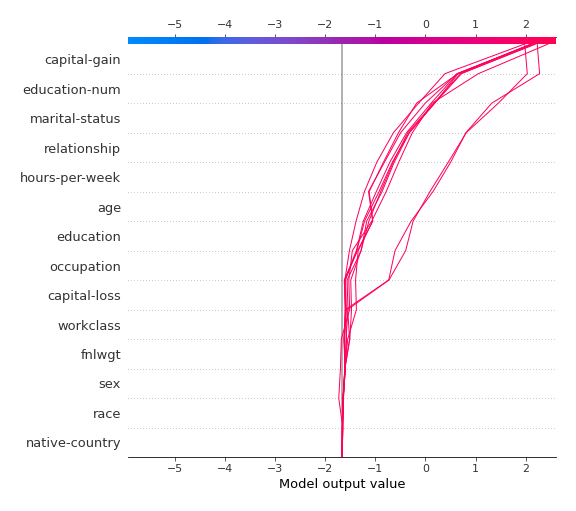 −5 −4 −3 −2 −1 0 1 2
capital-gain
education-num
marital-status
relationship
hours-per-week
age
education
occupation
capital-loss
workclass
fnlwgt
sex
race
native-country
−5 −4 −3 −2 −1 0 1 2
Model output value